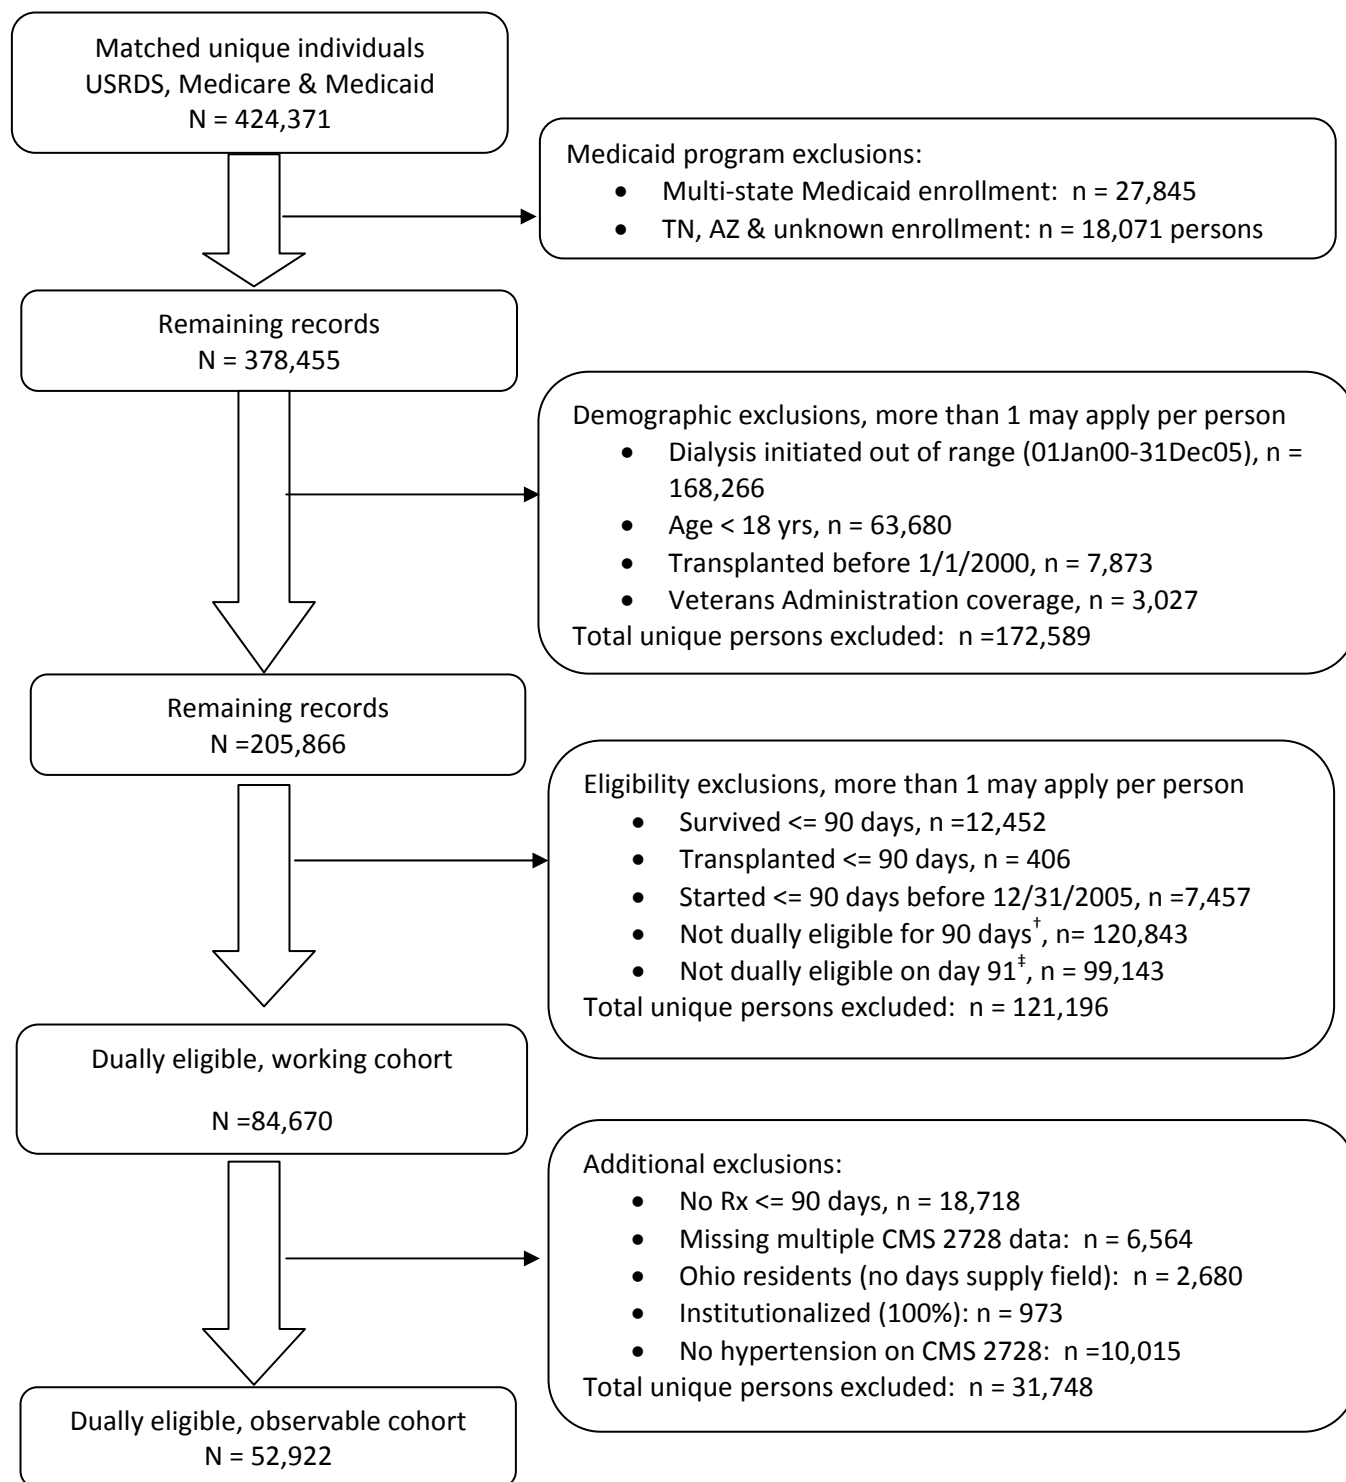 Matched unique individuals
USRDS, Medicare & Medicaid
N = 424,371
Medicaid program exclusions:
• Multi-state Medicaid enrollment:  n = 27,845
• TN, AZ & unknown enrollment: n = 18,071 persons
Remaining records
N = 378,455
Demographic exclusions, more than 1 may apply per person
• Dialysis initiated out of range (01Jan00-31Dec05), n =
168,266
• Age < 18 yrs, n = 63,680
• Transplanted before 1/1/2000, n = 7,873
• Veterans Administration coverage, n = 3,027
Total unique persons excluded:  n =172,589
Remaining records
N =205,866
Eligibility exclusions, more than 1 may apply per person
• Survived <= 90 days, n =12,452
• Transplanted <= 90 days, n = 406
• Started <= 90 days before 12/31/2005, n =7,457
• Not dually eligible for 90 days†, n= 120,843
• Not dually eligible on day 91‡, n = 99,143
Total unique persons excluded:  n = 121,196
Dually eligible, working cohort
N =84,670
Additional exclusions:
• No Rx <= 90 days, n = 18,718
• Missing multiple CMS 2728 data:  n = 6,564
• Ohio residents (no days supply field):  n = 2,680
• Institutionalized (100%): n = 973
• No hypertension on CMS 2728:  n =10,015
Total unique persons excluded:  n = 31,748
Dually eligible, observable cohort
N = 52,922